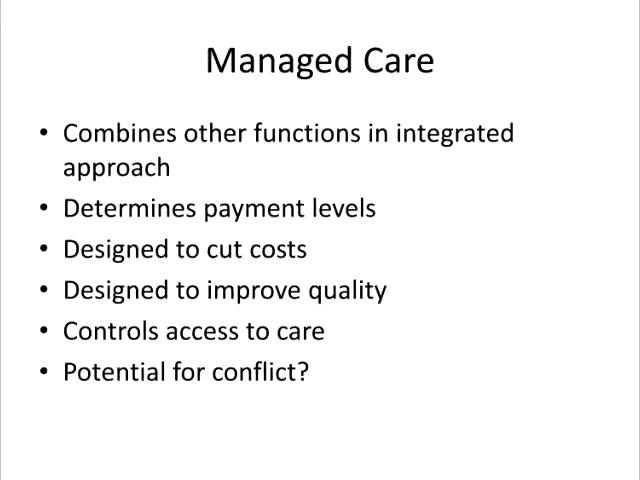 Managed Care
• Combines other functions in integrated
approach
• Determines payment levels
• Designed to cut costs
• Designed to improve quality
• Controls access to care
• Potential for conflict?